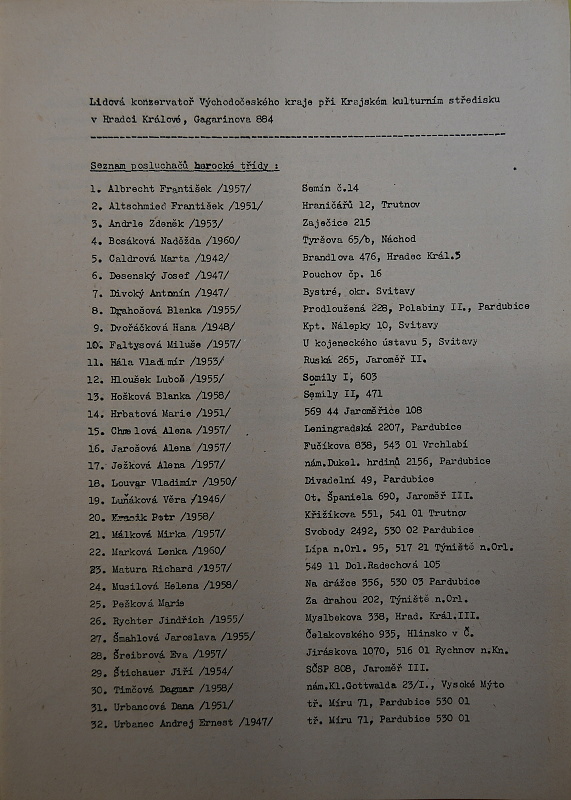 Lidová konzervatoř Východočeského kraje při Krajském kulturním středisku
v Hradci Králové, Gagarinova 884
Seznam posluchačů barocké třídy :
1. Albrecht František /1957/ Semín č.14
2. Altschmied František /1951/ Hraničářů 12, Trutnov
3. Andrle Zdeněk /1953/ Zaječice 215
4. Bosáková Naděžda /1960/ Tyršova 65/b, Náchod
5. Caldrová Marta /1942/ Brandlova 476, Hradec Král.5
6. Desenský Josef /1947/ Pouchov čp. 16
7. Divoký Antonín /1947/ Bystré, okr. Svitavy
8. Drahošová Blanka /1955/ Prodloužená 228, Polabiny II., Pardubice
9. Dvořáčková Hana /1948/ Kpt. Nálepky 10, Svitavy
10. Faltysová Miluše /1957/ U kojeneckého ústavu 5, Svitavy
11. Hála Vladimír /1953/ Ruská 265, Jaroměř II.
12. Hloušek Luboš /1955/ Semily I, 603
13. Hošková Blanka /1958/ Semily II, 471
14. Hrbatová Marie /1951/ 569 44 Jaroměřice 108
15. Chmelová Alena /1957/ Leningradská 2207, Pardubice
16. Jarošová Alena /1957/ Fučíkova 838, 543 01 Vrchlabí
17. Ježková Alena /1957/ nám.Dukel. hrdinů 2156, Pardubice
18. Louvar Vladimír /1950/ Divadelní 49, Pardubice
19. Luňáková Věra /1946/ Ot. Španiela 690, Jaroměř III.
20. Petr /1958/ Křižíkova 551, 541 01 Trutnov
21. Málková Mirka /1957/ Svobody 2492, 530 02 Pardubice
22. Marková Lenka /1960/ Lípa n.Orl. 95, 517 21 Týniště n.Orl.
23. Matura Richard /1957/ 549 11 Dol.Radechová 105
24. Musilová Helena /1958/ Na drážce 356, 530 03 Pardubice
25. Pešková Marie Za drahou 202, Týniště n.Orl.
26. Rychter Jindřich /1955/ Myslbekova 338, Hrad. Král.III.
27. Šmahlová Jaroslava /1955/ Čelakovského 935, Hlinsko v Č.
28. Šreibrová Eva /1957/ Jiráskova 1070, 516 01 Rychnov n.Kn.
29. Štichauer Jiří /1954/ SČSP 808, Jaroměř III.
30. Timčová Dagmar /1958/ nám.Kl.Gottwalda 23/I., Vysoké Mýto
31. Urbancová Dana /1951/ tř. Míru 71, Pardubice 530 01
32. Urbanec Andrej Ernest /1947/ tř. Míru 71, Pardubice 530 01